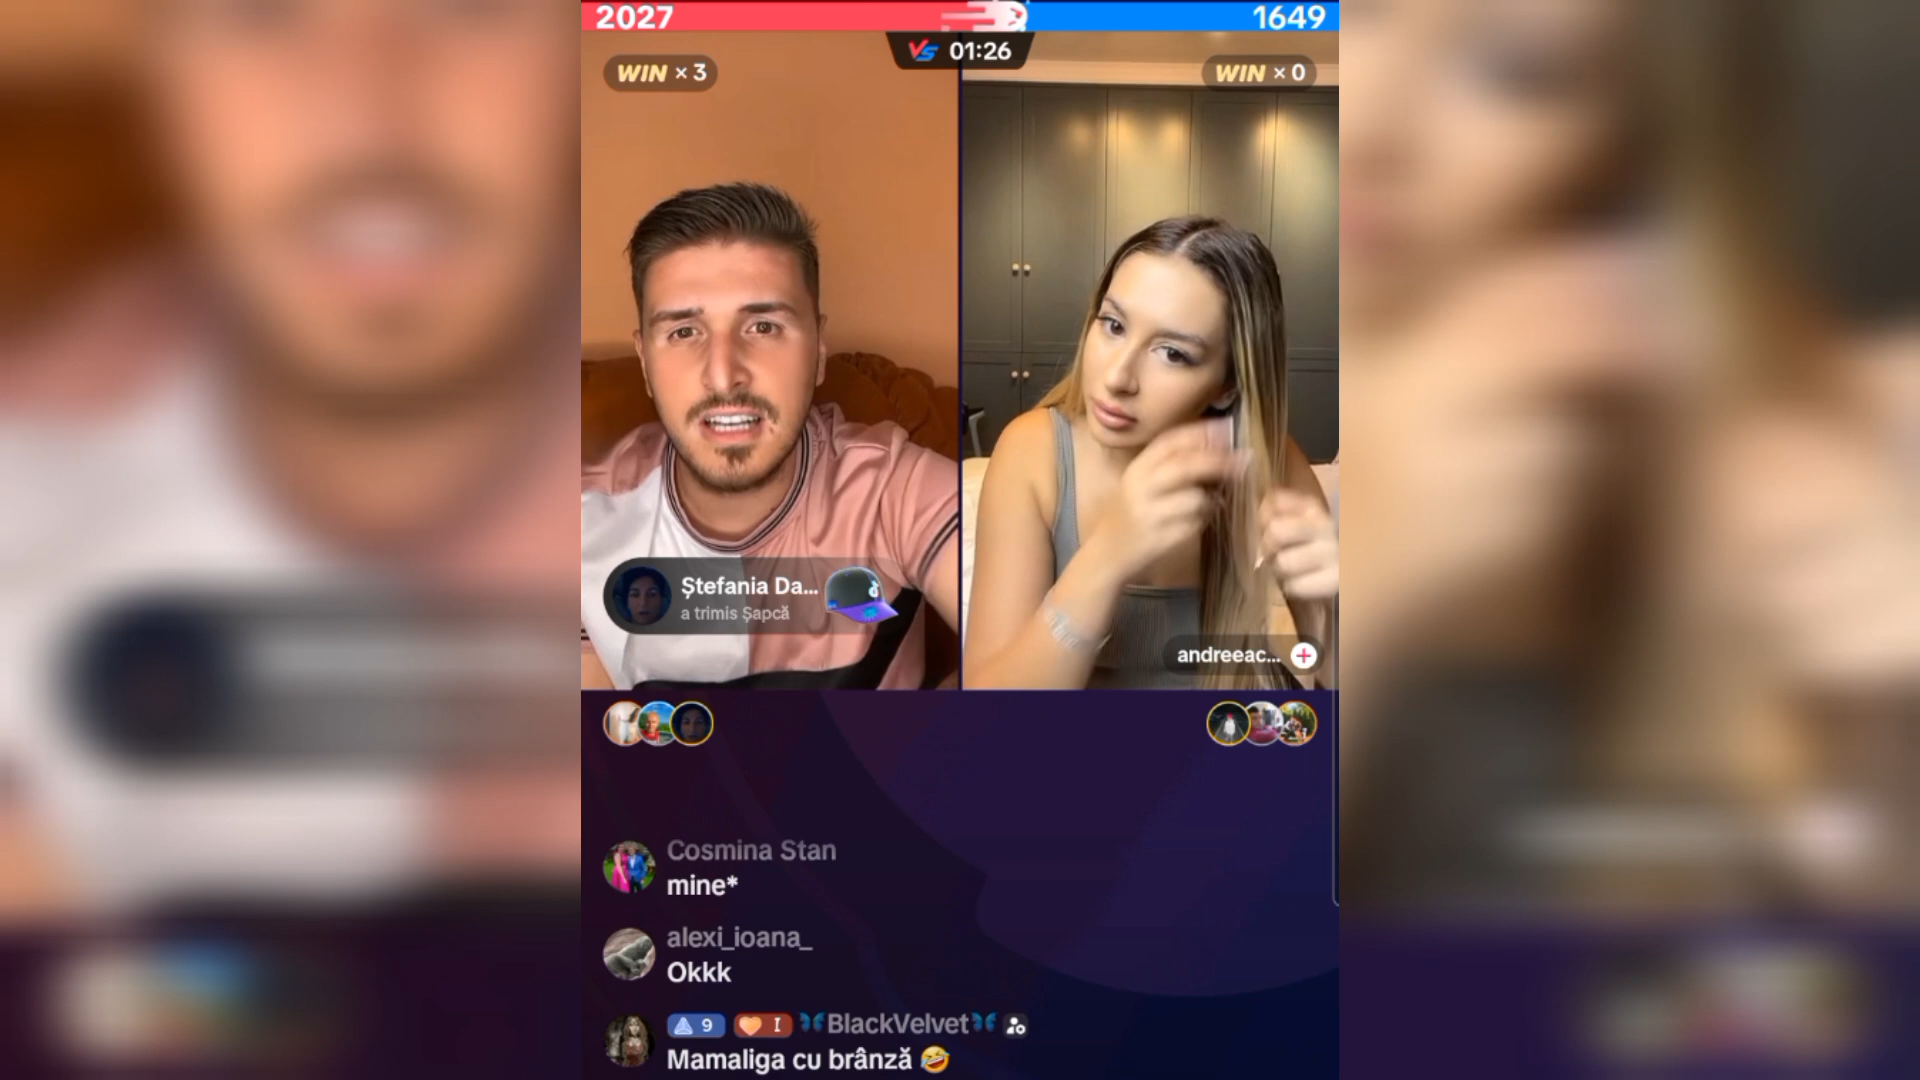 2027
1649
VS 01:26
WIN × 3
WIN × 0
Ștefania Da...
a trimis Șapcă
andreeac...
Cosmina Stan
mine*
alexi_ioana_
Okkk
9 I BlackVelvet
Mamaliga cu brânză 🤣